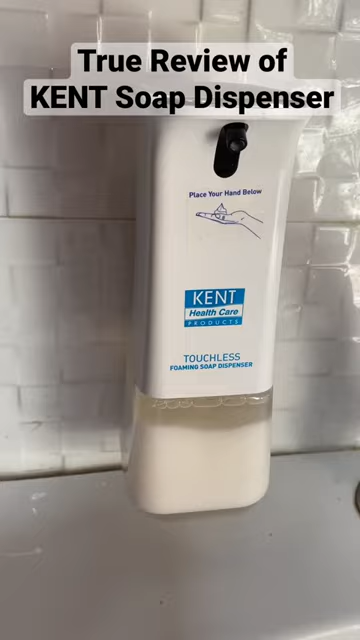 True Review of
KENT Soap Dispenser
Place Your Hand Below
KENT
Health Care
PRODUCTS
TOUCHLESS
FOAMING SOAP DISPENSER